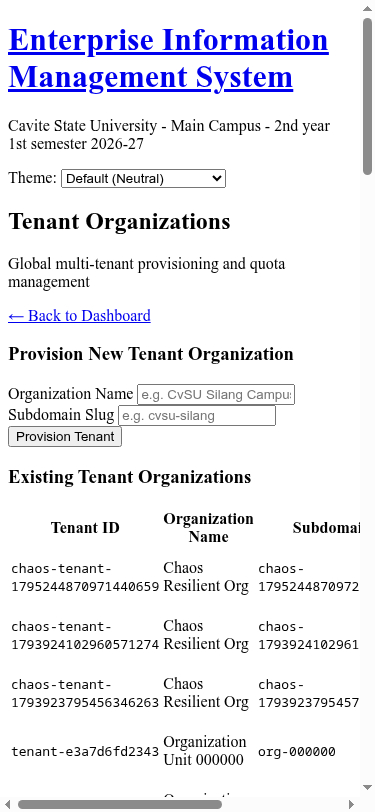 Enterprise Information
Management System
Cavite State University - Main Campus - 2nd year
1st semester 2026-27
Theme: Default (Neutral)
Tenant Organizations
Global multi-tenant provisioning and quota
management
← Back to Dashboard
Provision New Tenant Organization
Organization Name e.g. CvSU Silang Campus
Subdomain Slug e.g. cvsu-silang
Provision Tenant
Existing Tenant Organizations
Tenant ID Organization Name Subdomai
chaos-tenant-1795244870971440659 Chaos Resilient Org chaos-1795244870972
chaos-tenant-1793924102960571274 Chaos Resilient Org chaos-1793924102961
chaos-tenant-1793923795456346263 Chaos Resilient Org chaos-1793923795457
tenant-e3a7d6fd2343 Organization Unit 000000 org-000000